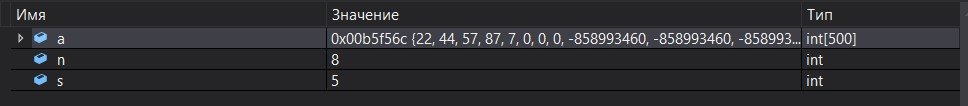 Имя Значение Тип
a 0x00b5f56c {22, 44, 57, 87, 7, 0, 0, 0, -858993460, -858993460, -858993... int[500]
n 8 int
s 5 int